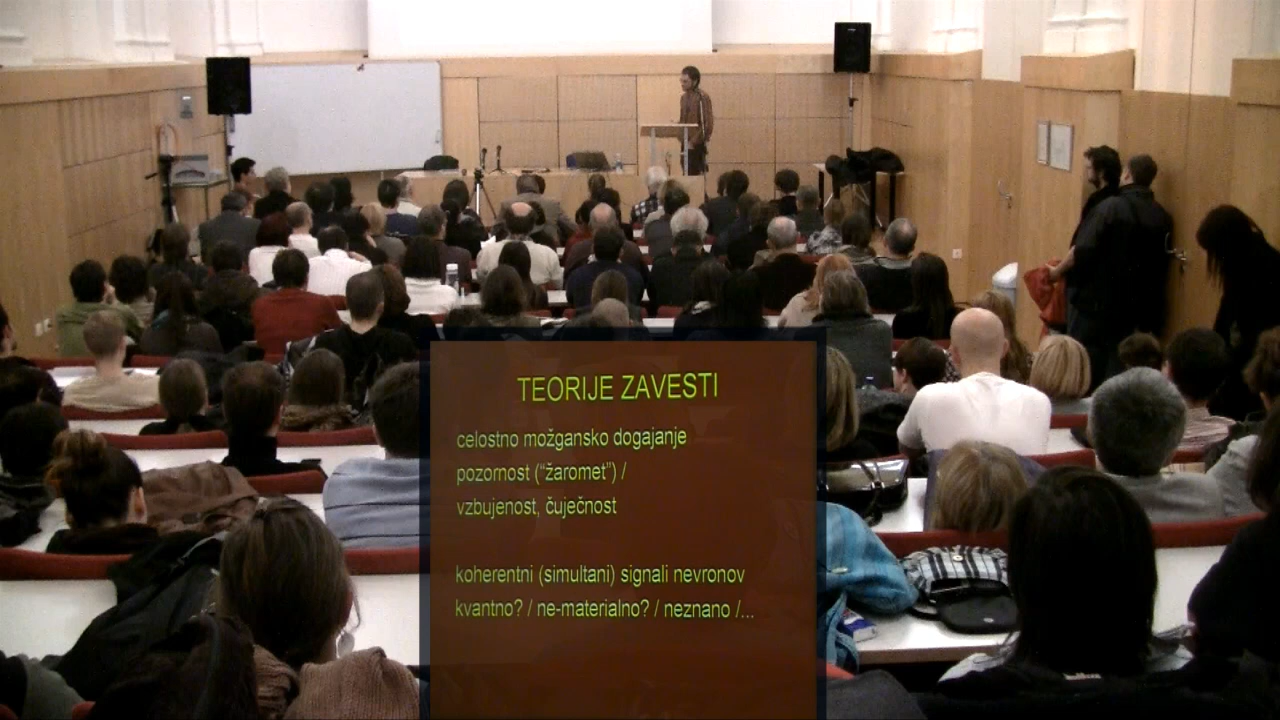 TEORIJE ZAVESTI
celostno možgansko dogajanje
pozornost (“žaromet”) /
vzbujenost, čuječnost
koherentni (simultani) signali nevronov
kvantno? / ne-materialno? / neznano /...